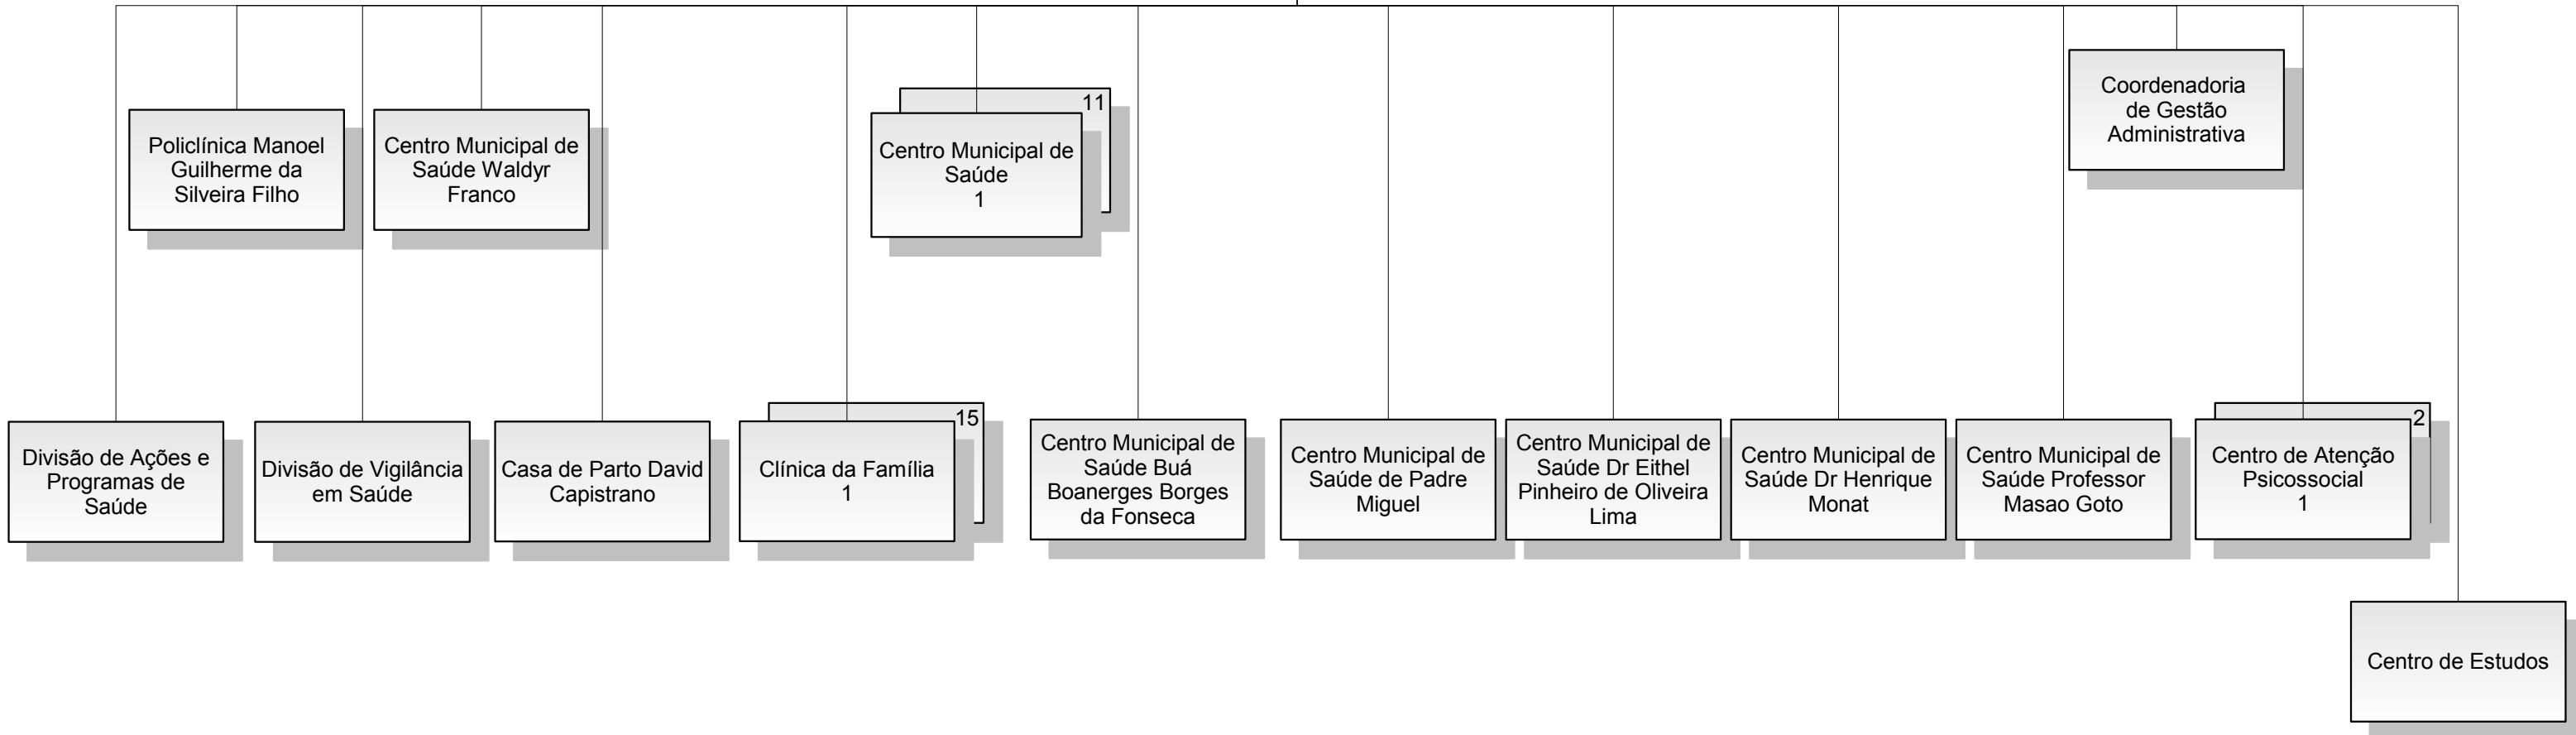 Coordenadoria
de Gestão
Administrativa
Policlínica Manoel
Guilherme da
Silveira Filho
Centro Municipal de
Saúde Waldyr
Franco
11
Centro Municipal de
Saúde
1
Divisão de Ações e
Programas de
Saúde
Divisão de Vigilância
em Saúde
Casa de Parto David
Capistrano
15
Clínica da Família
1
Centro Municipal de
Saúde Buá
Boanerges Borges
da Fonseca
Centro Municipal de
Saúde de Padre
Miguel
Centro Municipal de
Saúde Dr Eithel
Pinheiro de Oliveira
Lima
Centro Municipal de
Saúde Dr Henrique
Monat
Centro Municipal de
Saúde Professor
Masao Goto
2
Centro de Atenção
Psicossocial
1
Centro de Estudos